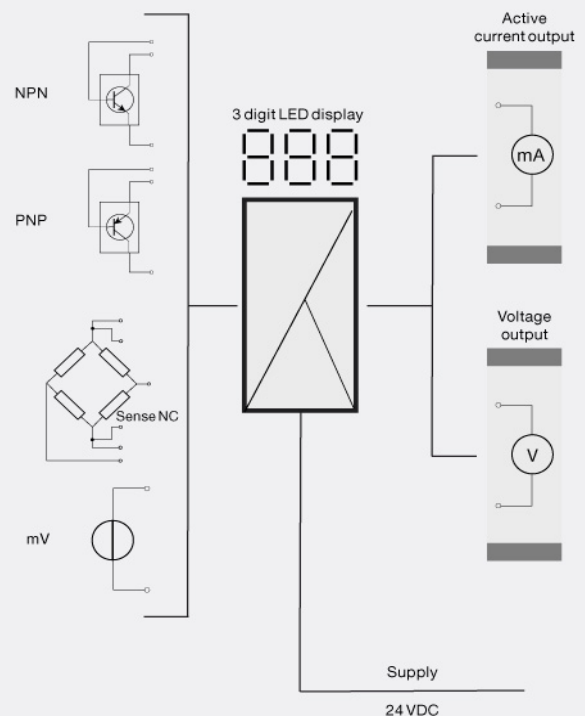 Active
current output
NPN
3 digit LED display
mA
PNP
Voltage
output
Sense NC
V
mV
Supply
24 VDC